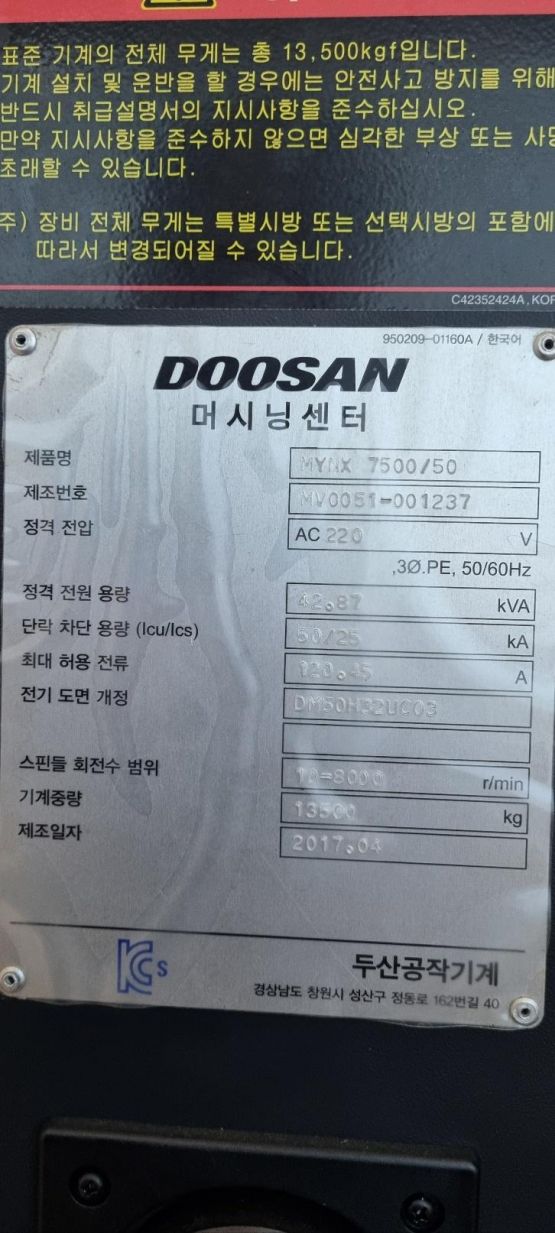 표준 기계의 전체 무게는 총 13,500kgf입니다.
기계 설치 및 운반을 할 경우에는 안전사고 방지를 위해
반드시 취급설명서의 지시사항을 준수하십시오.
만약 지시사항을 준수하지 않으면 심각한 부상 또는
초래할 수 있습니다.
주) 장비 전체 무게는 특별시방 또는 선택시방의 포함에
따라서 변경되어질 수 있습니다.
C42352424A, KOR
950209-01160A / 한국어
DOOSAN
머시닝센터
제품명 MYNX 7500/50
제조번호 MV0051-001237
정격 전압 AC 220 V
,3Ø.PE, 50/60Hz
정격 전원 용량 42.87 kVA
단락 차단 용량 (Icu/Ics) 50/25 kA
최대 허용 전류 120.45 A
전기 도면 개정 DM50H32UC03
스핀들 회전수 범위 10-8000 r/min
기계중량 13500 kg
제조일자 2017.04
KCs
두산공작기계
경상남도 창원시 성산구 정동로 162번길 40